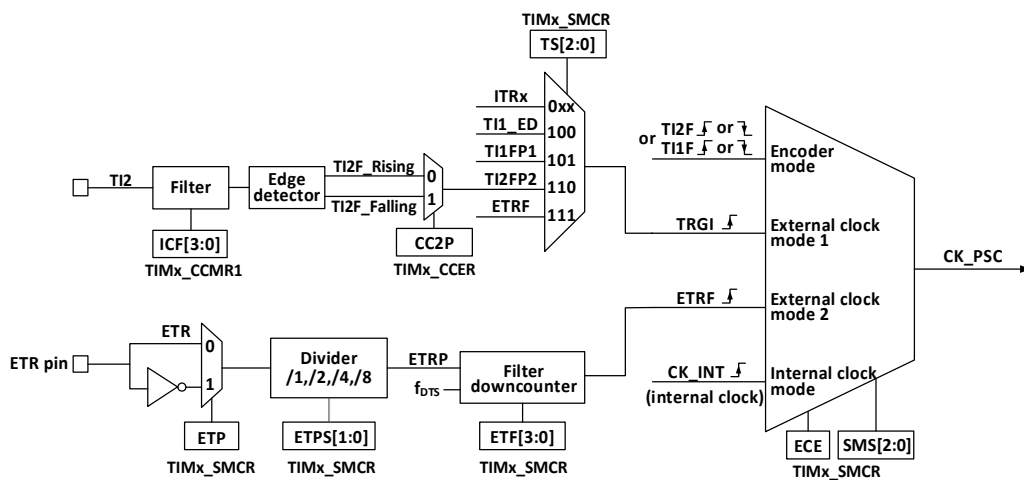 TIMx_SMCR
TS[2:0]
ITRx
0xx
TI1_ED
100
TI1FP1
101
TI2FP2
110
ETRF
111
TI2
Filter
Edge
detector
TI2F_Rising
TI2F_Falling
0
1
ICF[3:0]
TIMx_CCMR1
CC2P
TIMx_CCER
or TI2F or
TI1F or
Encoder
mode
TRGI
External clock
mode 1
ETRF
External clock
mode 2
CK_INT
(internal clock)
Internal clock
mode
CK_PSC
ECE
SMS[2:0]
TIMx_SMCR
ETR pin
ETR
0
1
ETP
TIMx_SMCR
Divider
/1,/2,/4,/8
ETPS[1:0]
TIMx_SMCR
ETRP
fDTS
Filter
downcounter
ETF[3:0]
TIMx_SMCR